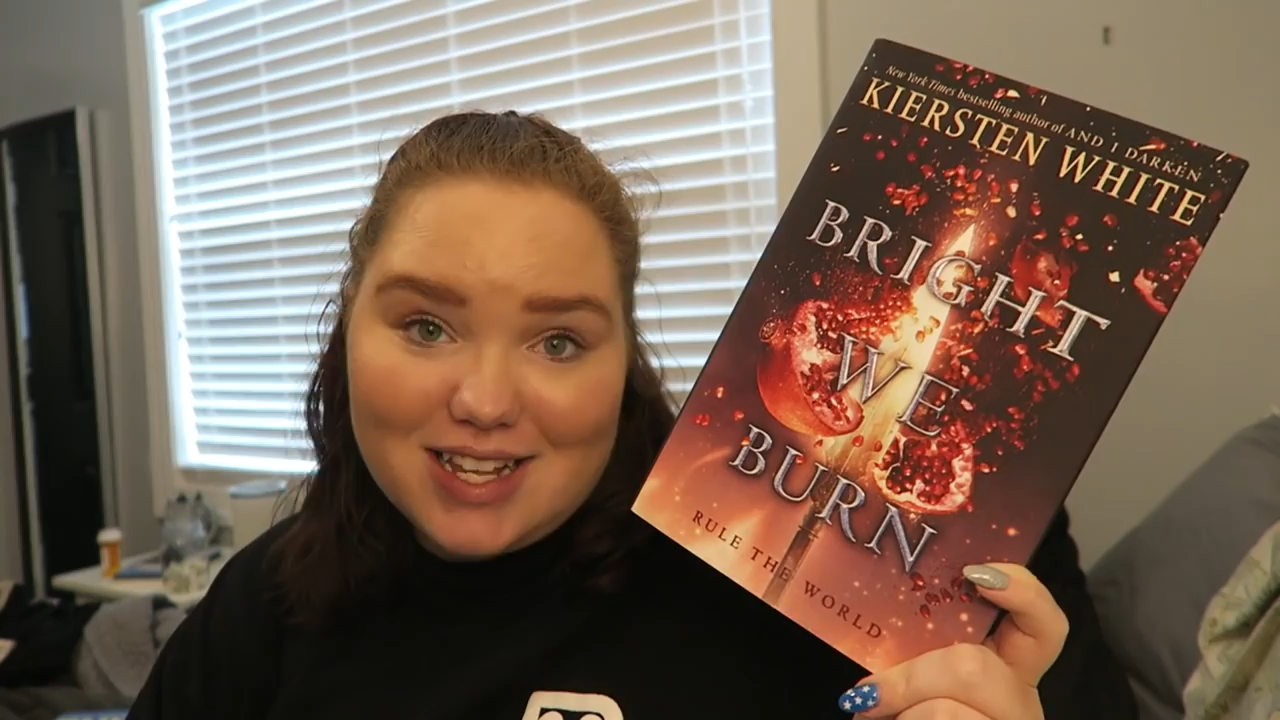 New York Times bestselling author of AND I DARKEN
KIERSTEN WHITE
BRIGHT
WE
BURN
RULE THE WORLD